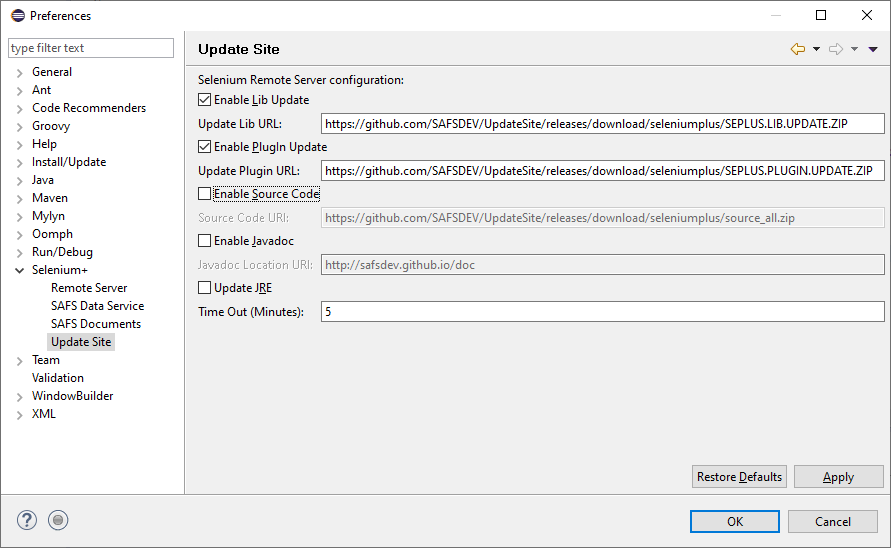 Preferences
type filter text
General
Ant
Code Recommenders
Groovy
Help
Install/Update
Java
Maven
Mylyn
Oomph
Run/Debug
Selenium+
Remote Server
SAFS Data Service
SAFS Documents
Update Site
Team
Validation
WindowBuilder
XML
Update Site
Selenium Remote Server configuration:
Enable Lib Update
Update Lib URL: https://github.com/SAFSDEV/UpdateSite/releases/download/seleniumplus/SEPLUS.LIB.UPDATE.ZIP
Enable PlugIn Update
Update Plugin URL: https://github.com/SAFSDEV/UpdateSite/releases/download/seleniumplus/SEPLUS.PLUGIN.UPDATE.ZIP
Enable Source Code
Source Code URI: https://github.com/SAFSDEV/UpdateSite/releases/download/seleniumplus/source_all.zip
Enable Javadoc
Javadoc Location URI: http://safsdev.github.io/doc
Update JRE
Time Out (Minutes): 5
Restore Defaults Apply
? OK Cancel